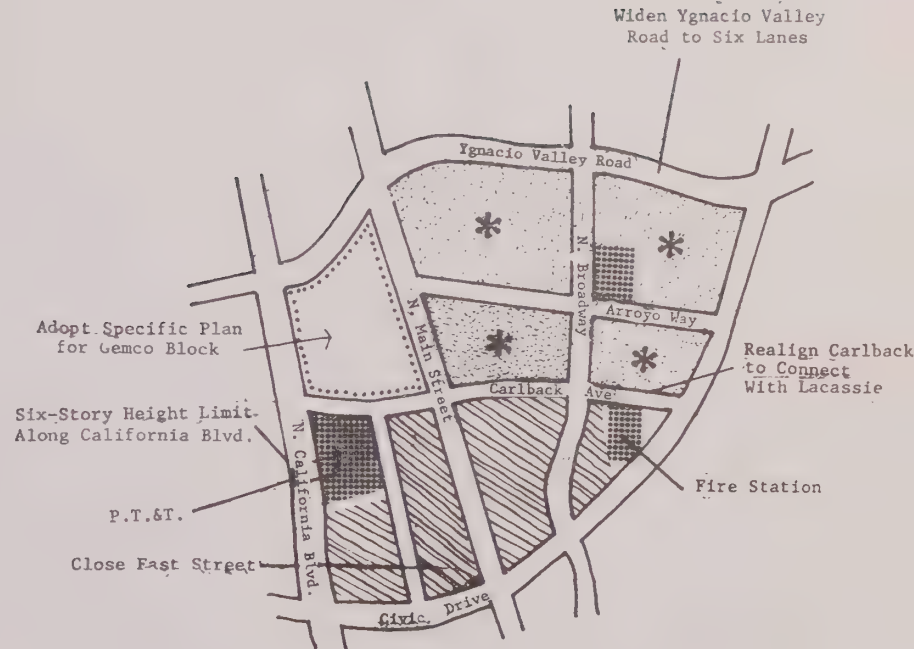 Widen Ygnacio Valley
Road to Six Lanes
Ygnacio Valley Road
N. Broadway
Arroyo Way
Adopt Specific Plan
for Gemco Block
N. Main Street
Carlback Ave
Realign Carlback
to Connect
With Lacassie
Six-Story Height Limit
Along California Blvd.
N. California Blvd.
P.T.&T.
Fire Station
Close East Street
Civic Drive